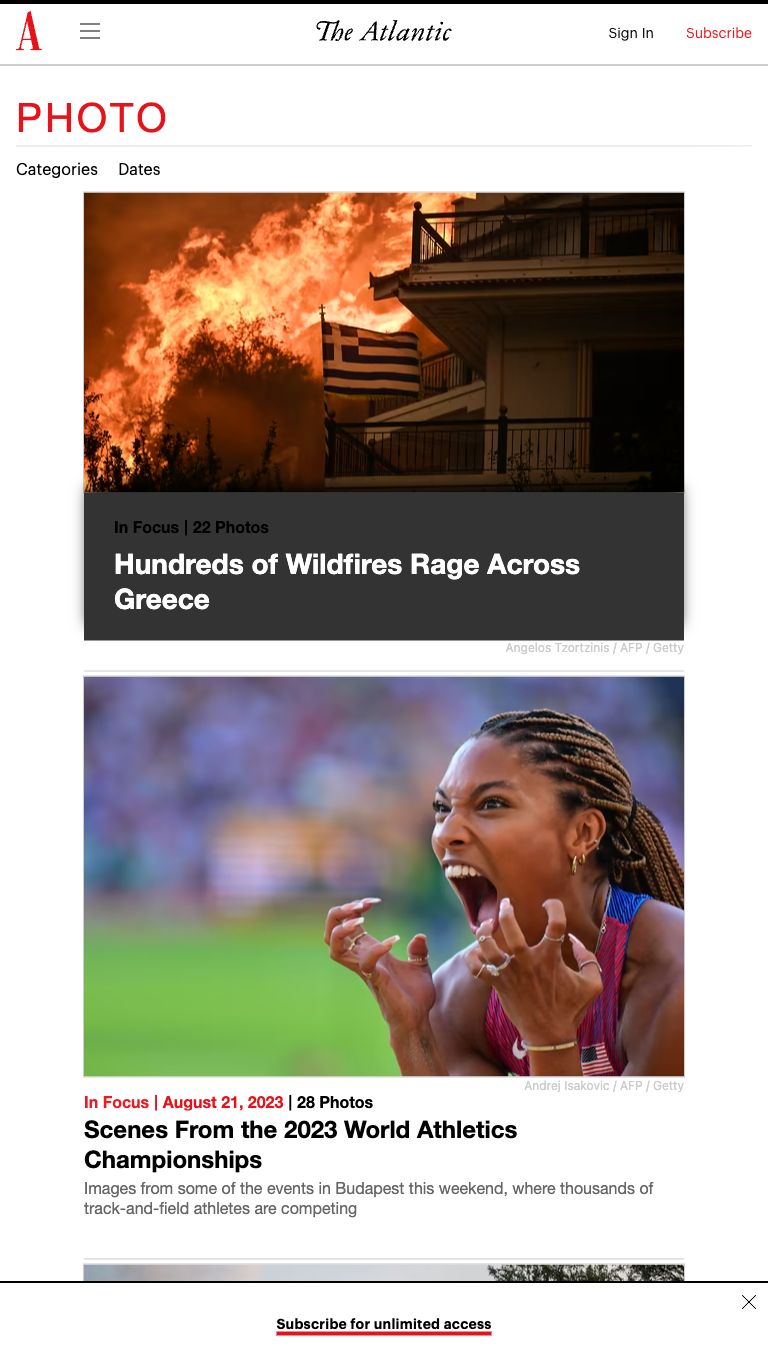 A
The Atlantic
Sign In
Subscribe
PHOTO
Categories
Dates
In Focus | 22 Photos
Hundreds of Wildfires Rage Across
Greece
Angelos Tzortzinis / AFP / Getty
Andrej Isakovic / AFP / Getty
In Focus | August 21, 2023 | 28 Photos
Scenes From the 2023 World Athletics
Championships
Images from some of the events in Budapest this weekend, where thousands of
track-and-field athletes are competing
Subscribe for unlimited access